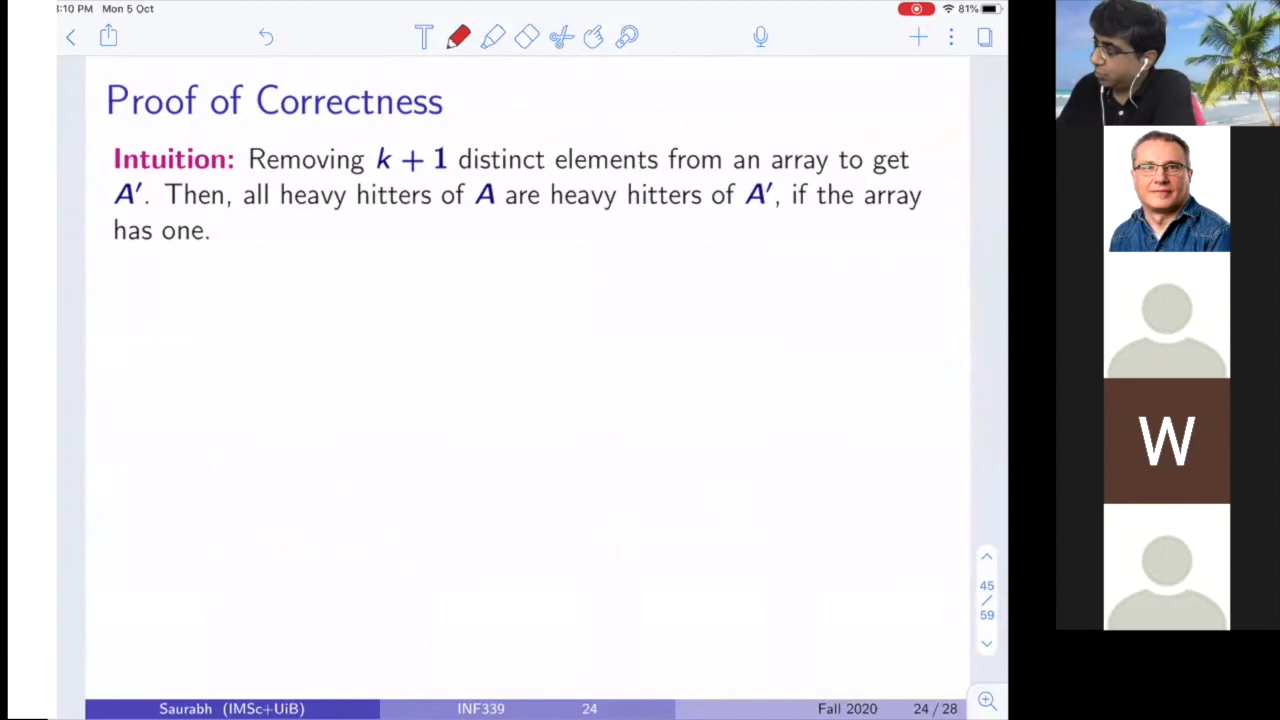 3:10 PM Mon 5 Oct
81%
Proof of Correctness
Intuition: Removing k + 1 distinct elements from an array to get
A′. Then, all heavy hitters of A are heavy hitters of A′, if the array
has one.
W
45
/
59
Saurabh (IMSc+UiB) INF339 24 Fall 2020 24 / 28